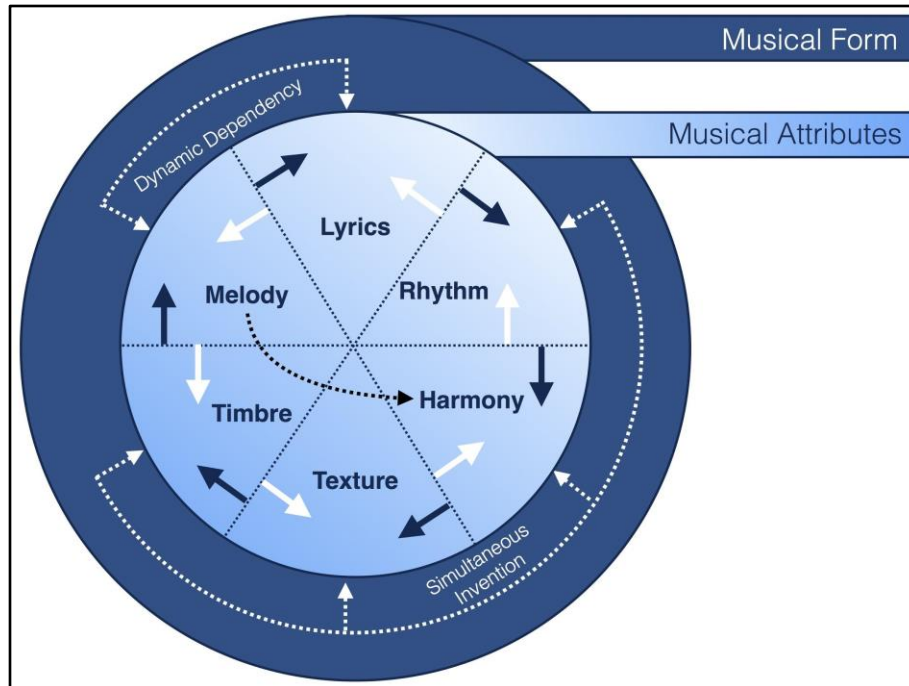 Musical Form
Musical Attributes
Dynamic Dependency
Lyrics
Melody
Rhythm
Timbre
Harmony
Texture
Simultaneous
Invention